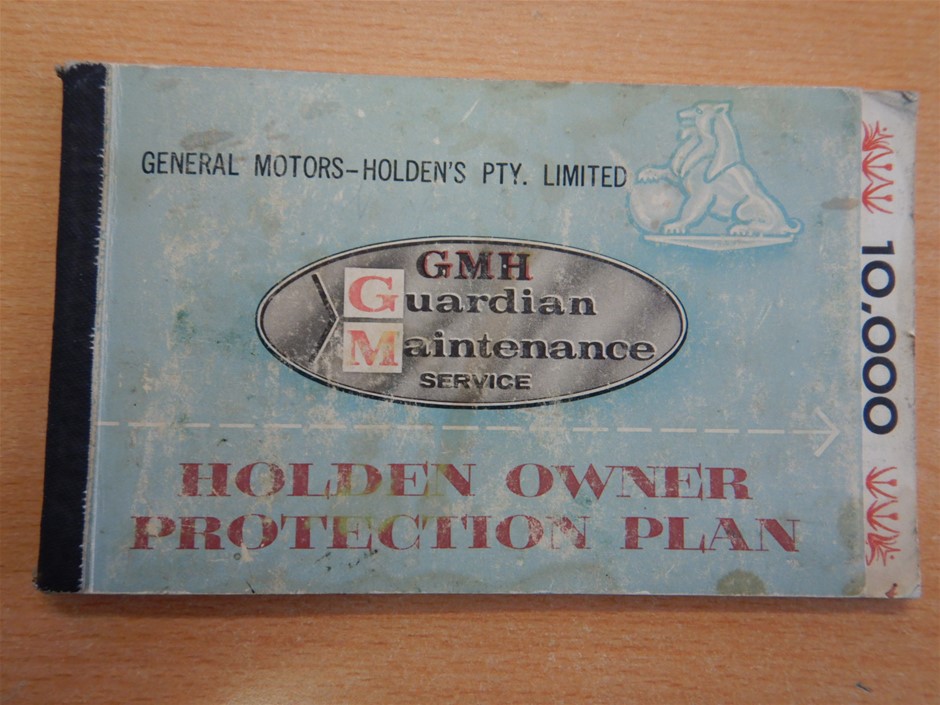 GENERAL MOTORS-HOLDEN'S PTY. LIMITED
GMH
Guardian
Maintenance
SERVICE
HOLDEN OWNER
PROTECTION PLAN
10,000